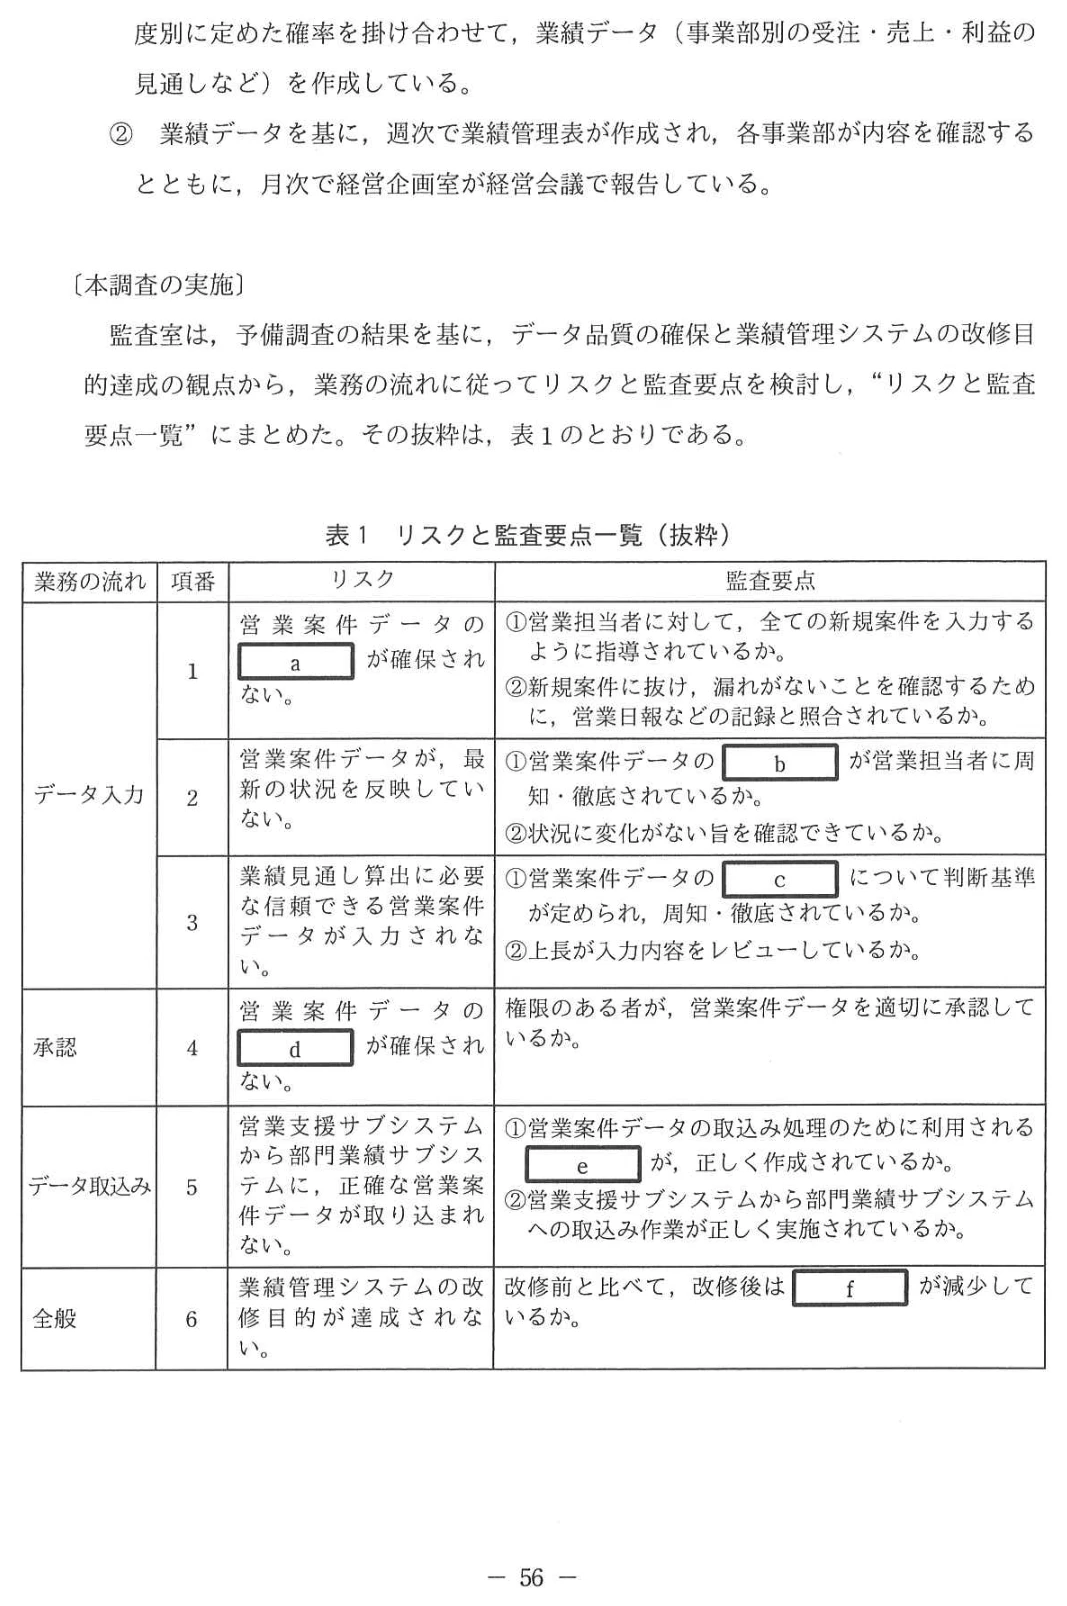 度別に定めた確率を掛け合わせて，業績データ（事業部別の受注・売上・利益の
見通しなど）を作成している。
② 業績データを基に，週次で業績管理表が作成され，各事業部が内容を確認する
とともに，月次で経営企画室が経営会議で報告している。
〔本調査の実施〕
監査室は，予備調査の結果を基に，データ品質の確保と業績管理システムの改修目
的達成の観点から，業務の流れに従ってリスクと監査要点を検討し，“リスクと監査
要点一覧”にまとめた。その抜粋は，表1のとおりである。
表1 リスクと監査要点一覧（抜粋）
業務の流れ 項番 リスク 監査要点
データ入力
1
営業案件データの
a が確保され
ない。
①営業担当者に対して，全ての新規案件を入力する
ように指導されているか。
②新規案件に抜け，漏れがないことを確認するため
に，営業日報などの記録と照合されているか。
2
営業案件データが，最
新の状況を反映してい
ない。
①営業案件データの b が営業担当者に周
知・徹底されているか。
②状況に変化がない旨を確認できているか。
3
業績見通し算出に必要
な信頼できる営業案件
データが入力されな
い。
①営業案件データの c について判断基準
が定められ，周知・徹底されているか。
②上長が入力内容をレビューしているか。
承認
4
営業案件データの
d が確保され
ない。
権限のある者が，営業案件データを適切に承認して
いるか。
データ取込み
5
営業支援サブシステム
から部門業績サブシス
テムに，正確な営業案
件データが取り込まれ
ない。
①営業案件データの取込み処理のために利用される
e が，正しく作成されているか。
②営業支援サブシステムから部門業績サブシステム
への取込み作業が正しく実施されているか。
全般
6
業績管理システムの改
修目的が達成されな
い。
改修前と比べて，改修後は f が減少して
いるか。
－ 56 －